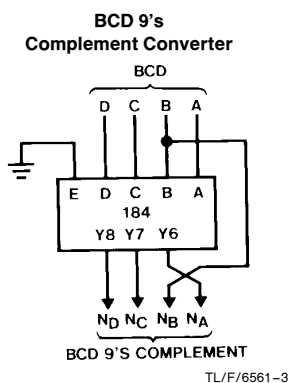 BCD 9's
Complement Converter
BCD
D C B A
E D C B A
184
Y8 Y7 Y6
ND NC NB NA
BCD 9'S COMPLEMENT
TL/F/6561–3